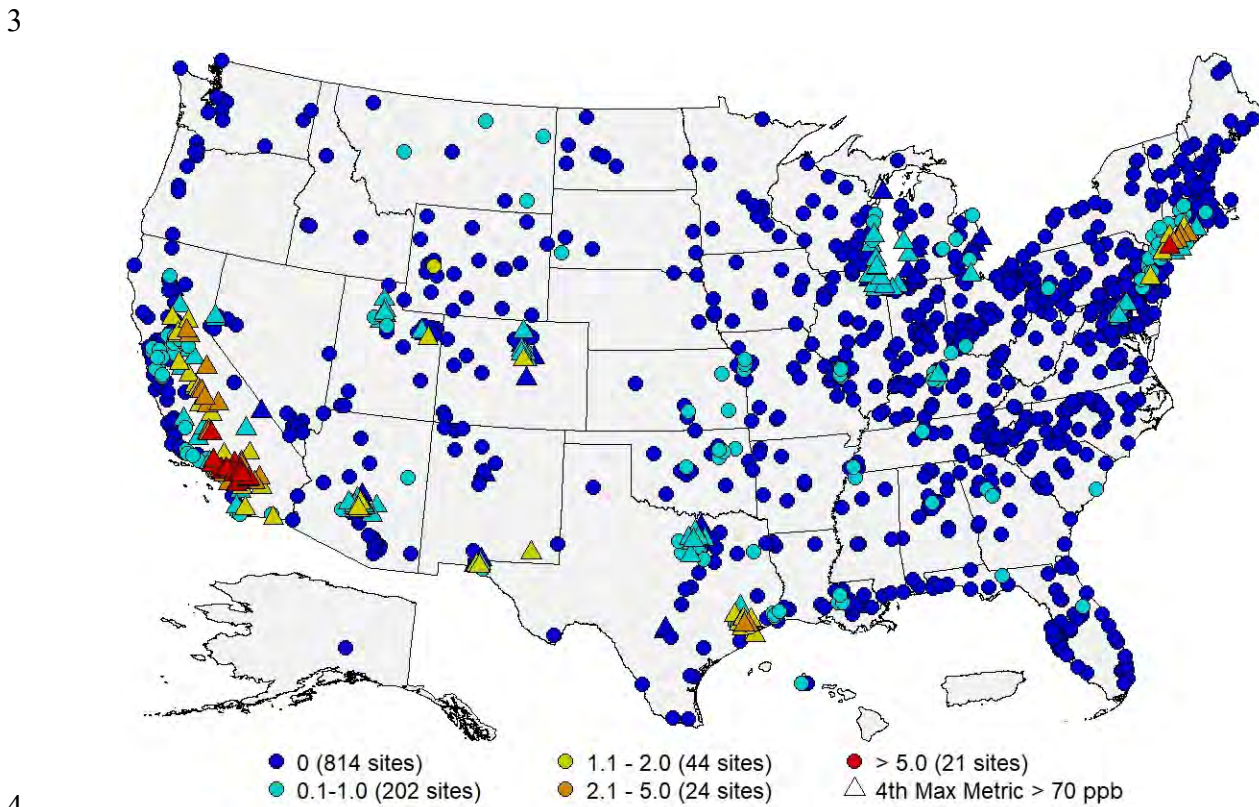 3
0 (814 sites) 1.1 - 2.0 (44 sites) > 5.0 (21 sites)
0.1-1.0 (202 sites) 2.1 - 5.0 (24 sites) 4th Max Metric > 70 ppb
4